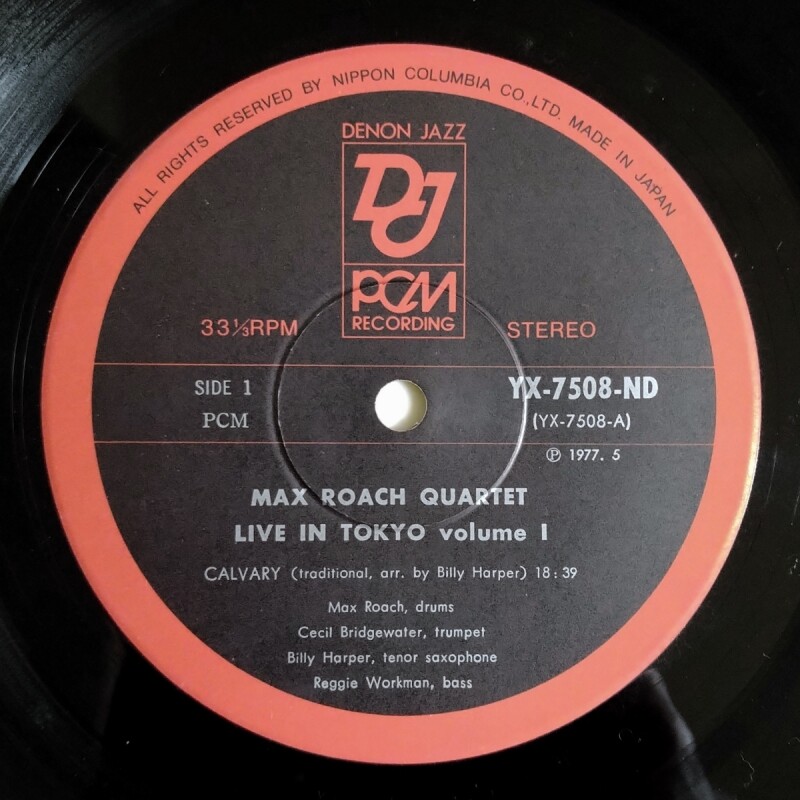 ALL RIGHTS RESERVED BY NIPPON COLUMBIA CO.,LTD. MADE IN JAPAN
DENON JAZZ
DJ
PCM
RECORDING
33⅓RPM
STEREO
SIDE 1
PCM
YX-7508-ND
(YX-7508-A)
Ⓟ 1977. 5
MAX ROACH QUARTET
LIVE IN TOKYO volume I
CALVARY (traditional, arr. by Billy Harper) 18:39
Max Roach, drums
Cecil Bridgewater, trumpet
Billy Harper, tenor saxophone
Reggie Workman, bass